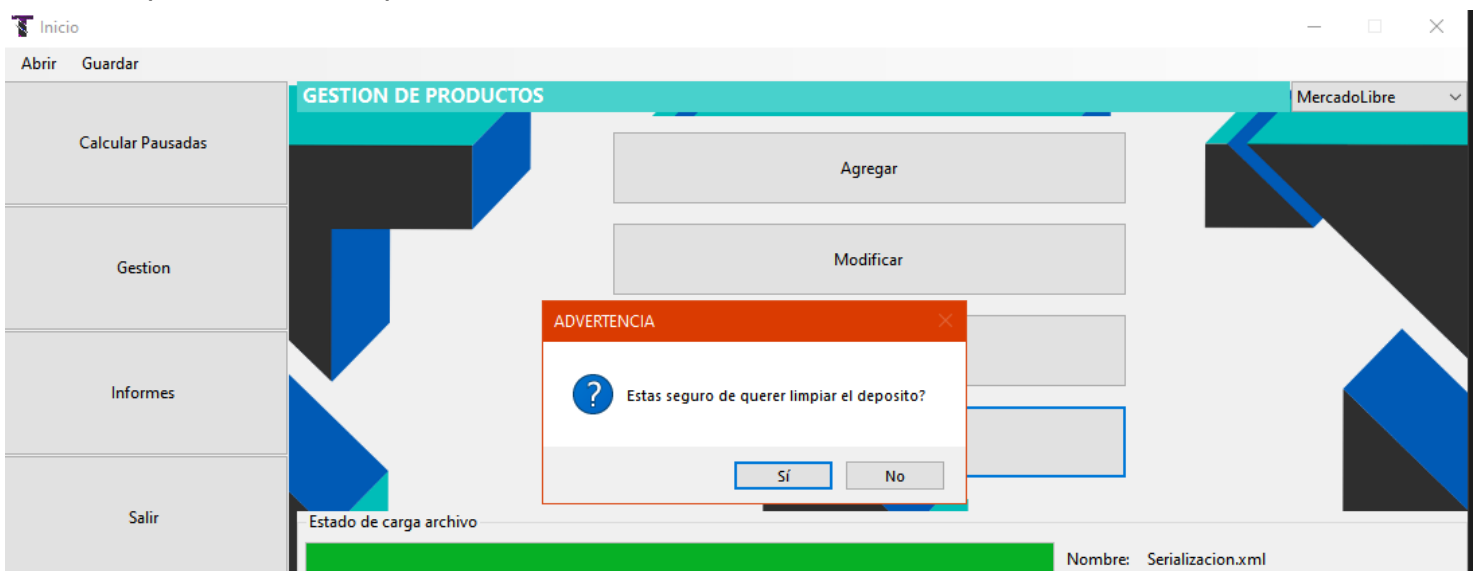 Inicio
Abrir Guardar
GESTION DE PRODUCTOS
MercadoLibre
Calcular Pausadas
Agregar
Modificar
Gestion
ADVERTENCIA
Estas seguro de querer limpiar el deposito?
Informes
Sí No
Salir
Estado de carga archivo
Nombre: Serializacion.xml